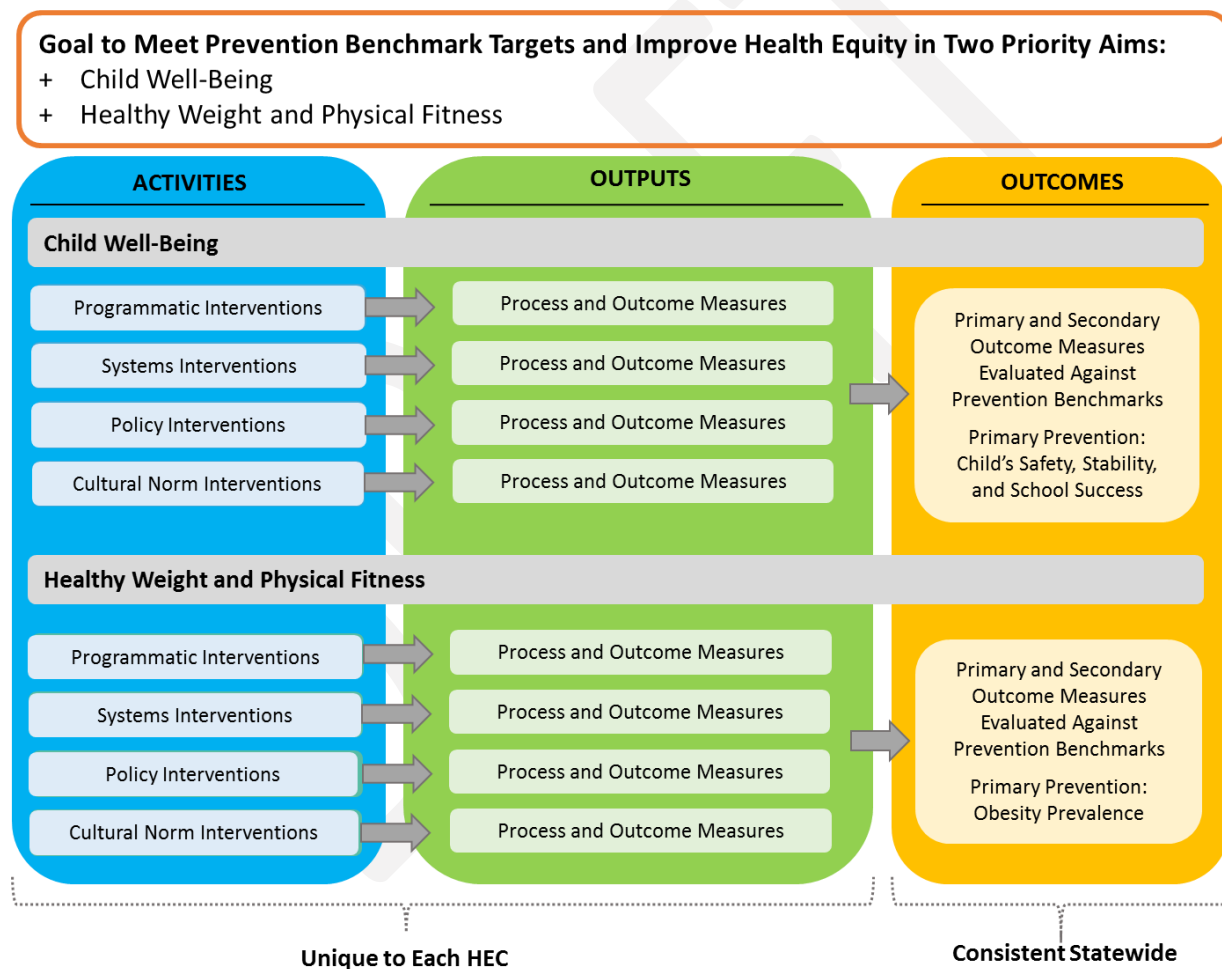 Goal to Meet Prevention Benchmark Targets and Improve Health Equity in Two Priority Aims:
+ Child Well-Being
+ Healthy Weight and Physical Fitness
ACTIVITIES
OUTPUTS
OUTCOMES
Child Well-Being
Programmatic Interventions
Process and Outcome Measures
Systems Interventions
Process and Outcome Measures
Policy Interventions
Process and Outcome Measures
Cultural Norm Interventions
Process and Outcome Measures
Primary and Secondary
Outcome Measures
Evaluated Against
Prevention Benchmarks
Primary Prevention:
Child’s Safety, Stability,
and School Success
Healthy Weight and Physical Fitness
Programmatic Interventions
Process and Outcome Measures
Systems Interventions
Process and Outcome Measures
Policy Interventions
Process and Outcome Measures
Cultural Norm Interventions
Process and Outcome Measures
Primary and Secondary
Outcome Measures
Evaluated Against
Prevention Benchmarks
Primary Prevention:
Obesity Prevalence
Unique to Each HEC
Consistent Statewide